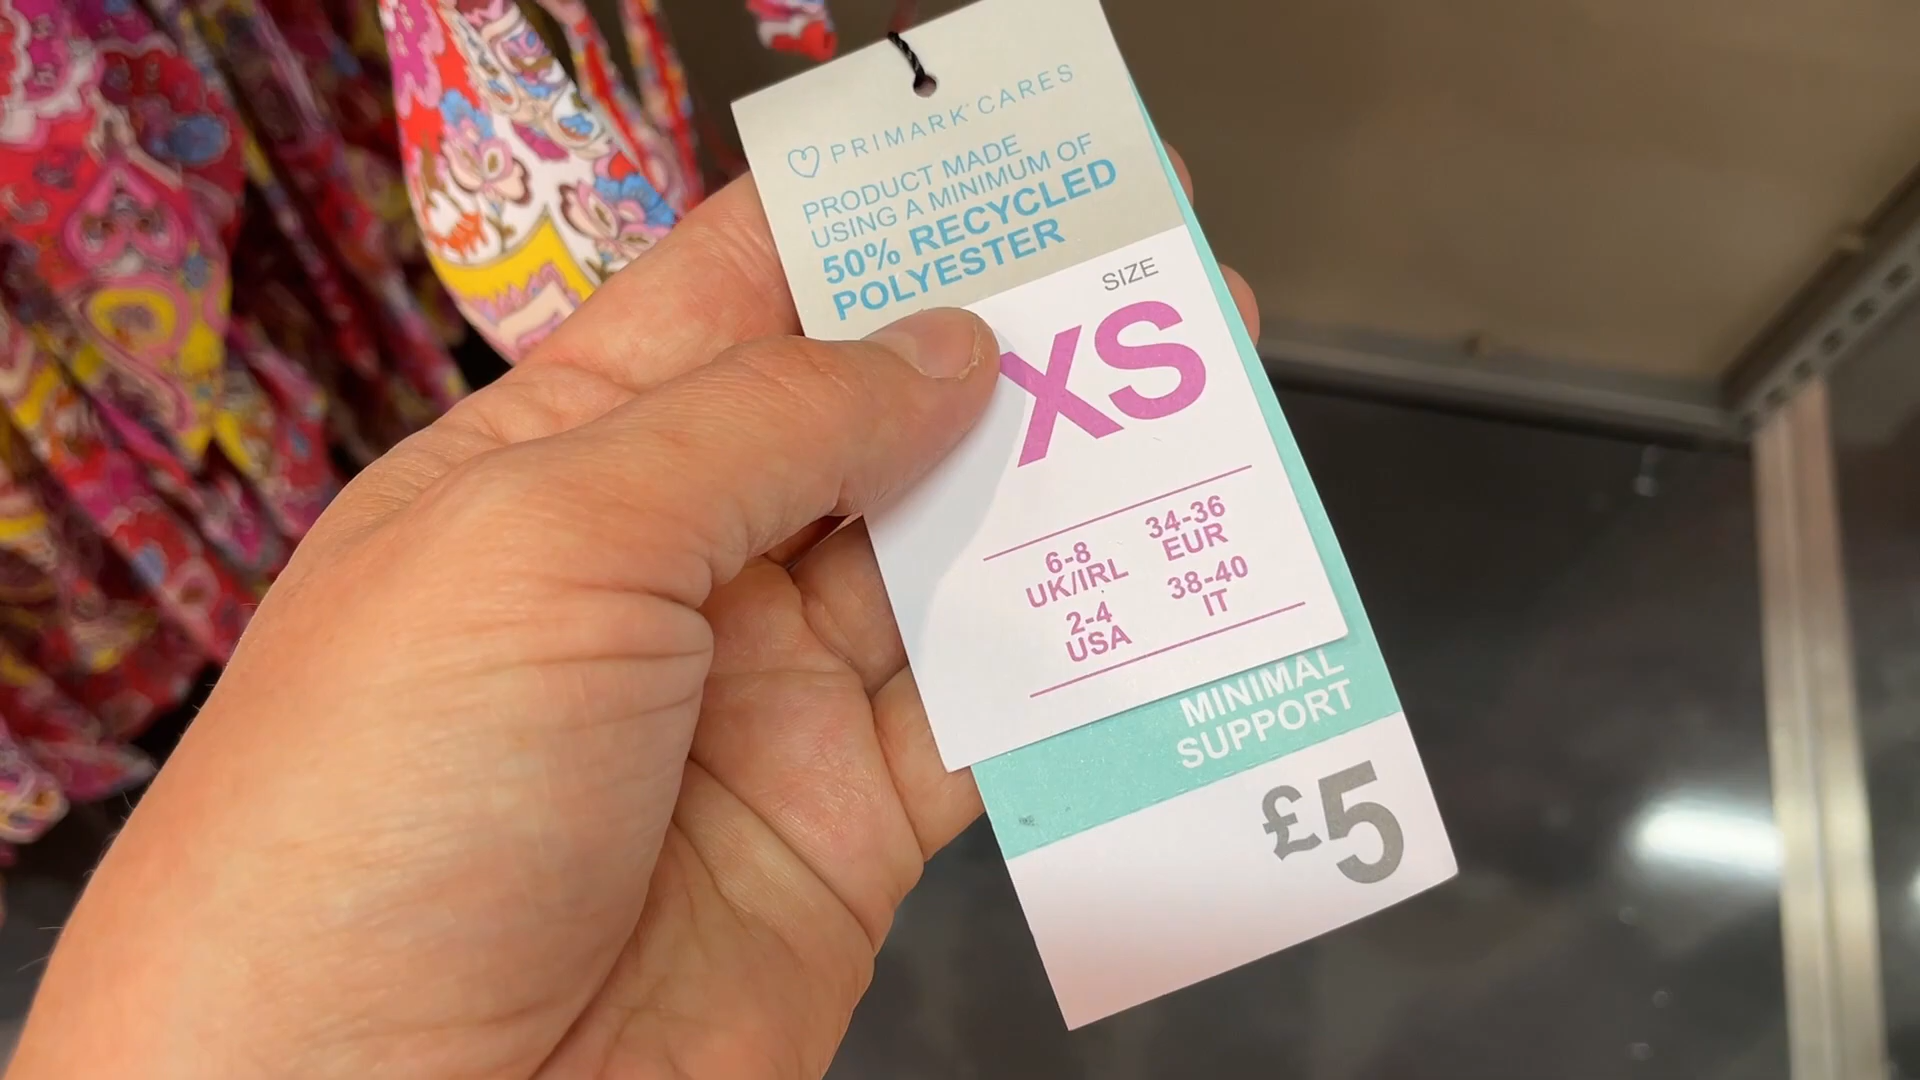 PRIMARK CARES
PRODUCT MADE
USING A MINIMUM OF
50% RECYCLED
POLYESTER
SIZE
XS
6-8
UK/IRL
34-36
EUR
2-4
USA
38-40
IT
MINIMAL
SUPPORT
£5